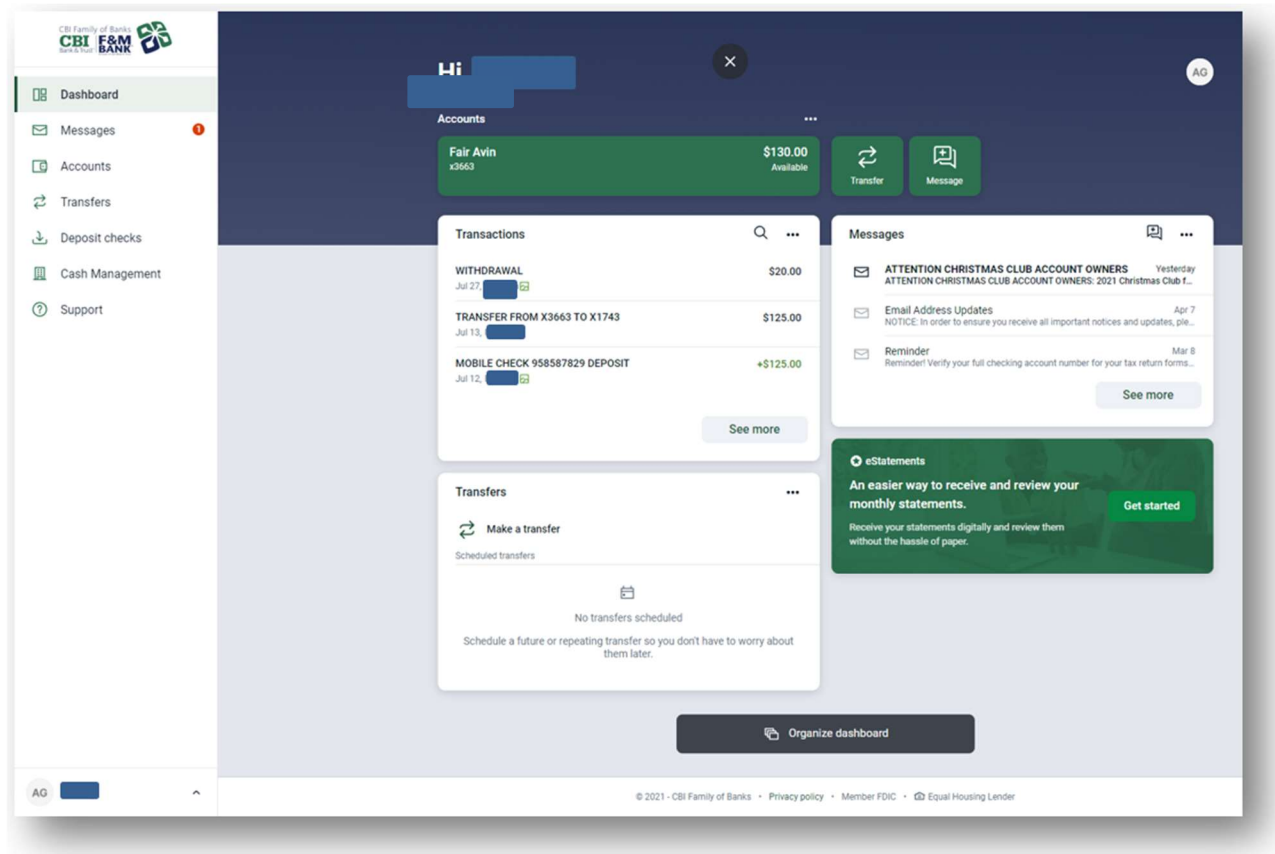 CBI Family of Banks
CBI F&M
Bank & Trust BANK
Dashboard
Messages 1
Accounts
Transfers
Deposit checks
Cash Management
Support
AG
Hi
AG
Accounts
Fair Avin $130.00
x3663 Available
Transfer
Message
Transactions
WITHDRAWAL $20.00
Jul 27,
TRANSFER FROM X3663 TO X1743 $125.00
Jul 13,
MOBILE CHECK 958587829 DEPOSIT +$125.00
Jul 12,
See more
Messages
ATTENTION CHRISTMAS CLUB ACCOUNT OWNERS Yesterday
ATTENTION CHRISTMAS CLUB ACCOUNT OWNERS: 2021 Christmas Club f...
Email Address Updates Apr 7
NOTICE: In order to ensure you receive all important notices and updates, ple...
Reminder Mar 8
Reminder! Verify your full checking account number for your tax return forms...
See more
eStatements
An easier way to receive and review your
monthly statements.
Receive your statements digitally and review them
without the hassle of paper.
Get started
Transfers
Make a transfer
Scheduled transfers
No transfers scheduled
Schedule a future or repeating transfer so you don't have to worry about
them later.
Organize dashboard
© 2021 - CBI Family of Banks • Privacy policy • Member FDIC • Equal Housing Lender